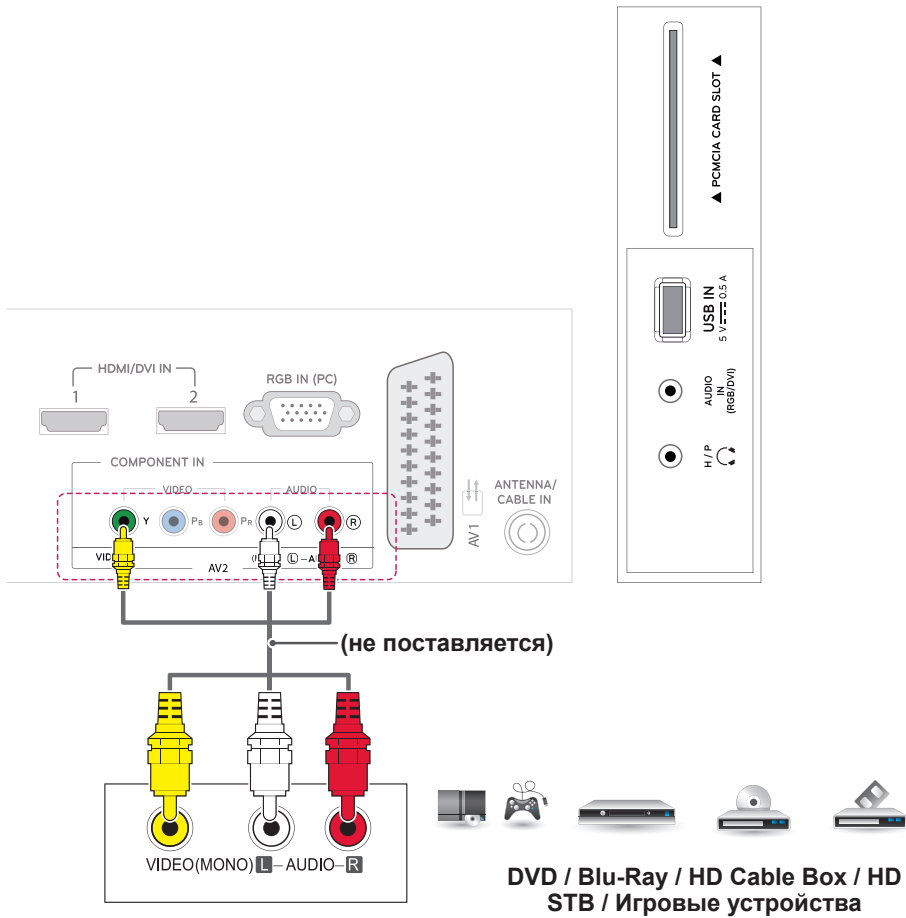 ▲ PCMCIA CARD SLOT ▲
USB IN
5 V 0.5 A
AUDIO
IN
(RGB/DVI)
H / P
HDMI/DVI IN
1 2
RGB IN (PC)
COMPONENT IN
VIDEO AUDIO
Y PB PR L R
L R
AV2
AV1
ANTENNA/
CABLE IN
(не поставляется)
VIDEO(MONO) L – AUDIO – R
DVD / Blu-Ray / HD Cable Box / HD
STB / Игровые устройства